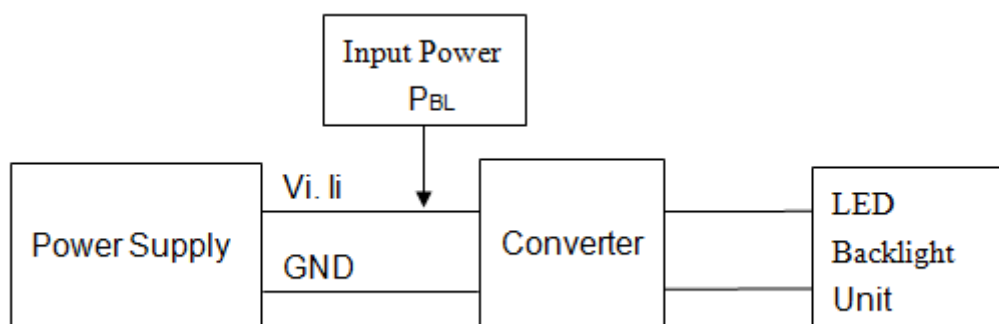 Input Power
PBL
Vi. Ii
Power Supply
GND
Converter
LED
Backlight
Unit